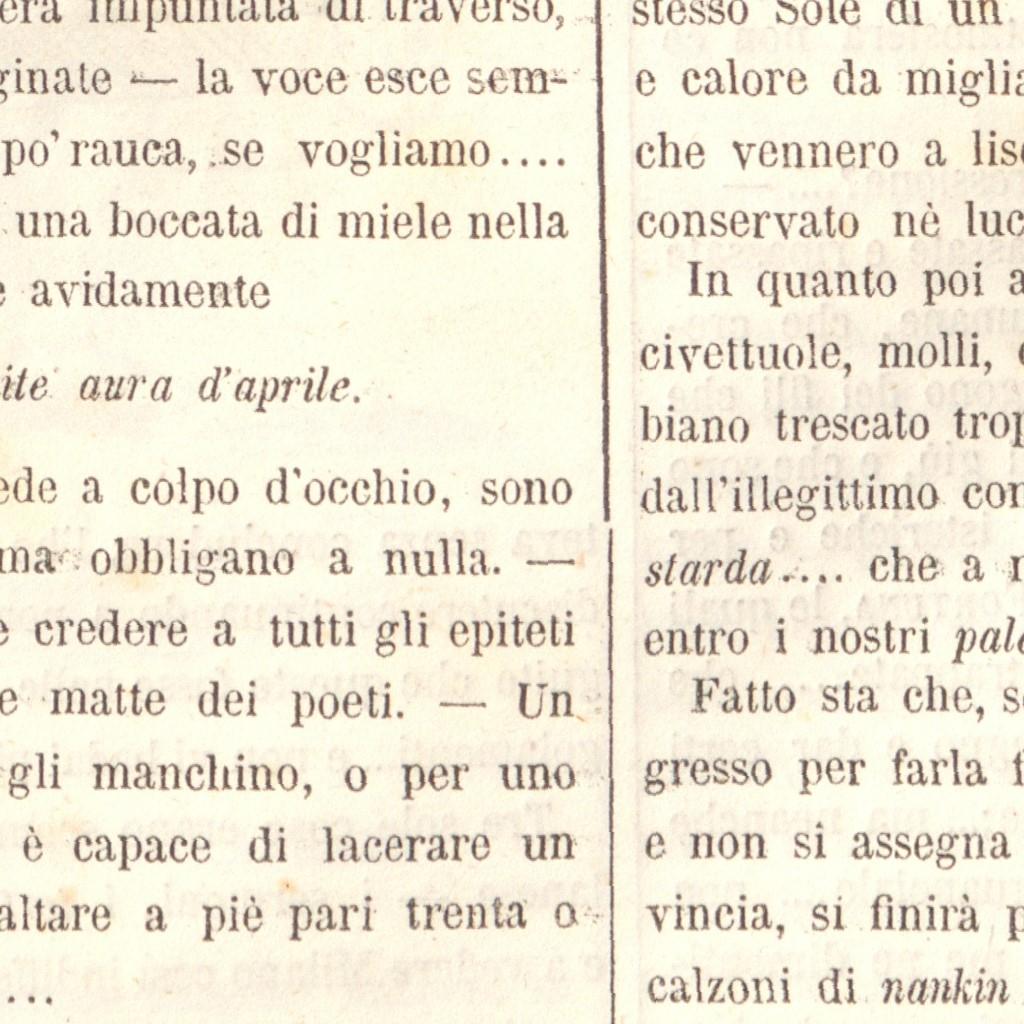 era impuntata di traverso,
ginate — la voce esce sem-
po' rauca, se vogliamo....
una boccata di miele nella
e avidamente
ite aura d'aprile.
ede a colpo d'occhio, sono
ma obbligano a nulla. —
e credere a tutti gli epiteti
e matte dei poeti. — Un
gli manchino, o per uno
è capace di lacerare un
altare a piè pari trenta o
...
stesso Sole di un
e calore da miglia
che vennero a lis
conservato nè luc
In quanto poi a
civettuole, molli,
biano trescato trop
dall'illegittimo con
starda.... che a
entro i nostri pal
Fatto sta che, s
gresso per farla f
e non si assegna
vincia, si finirà p
calzoni di nankin